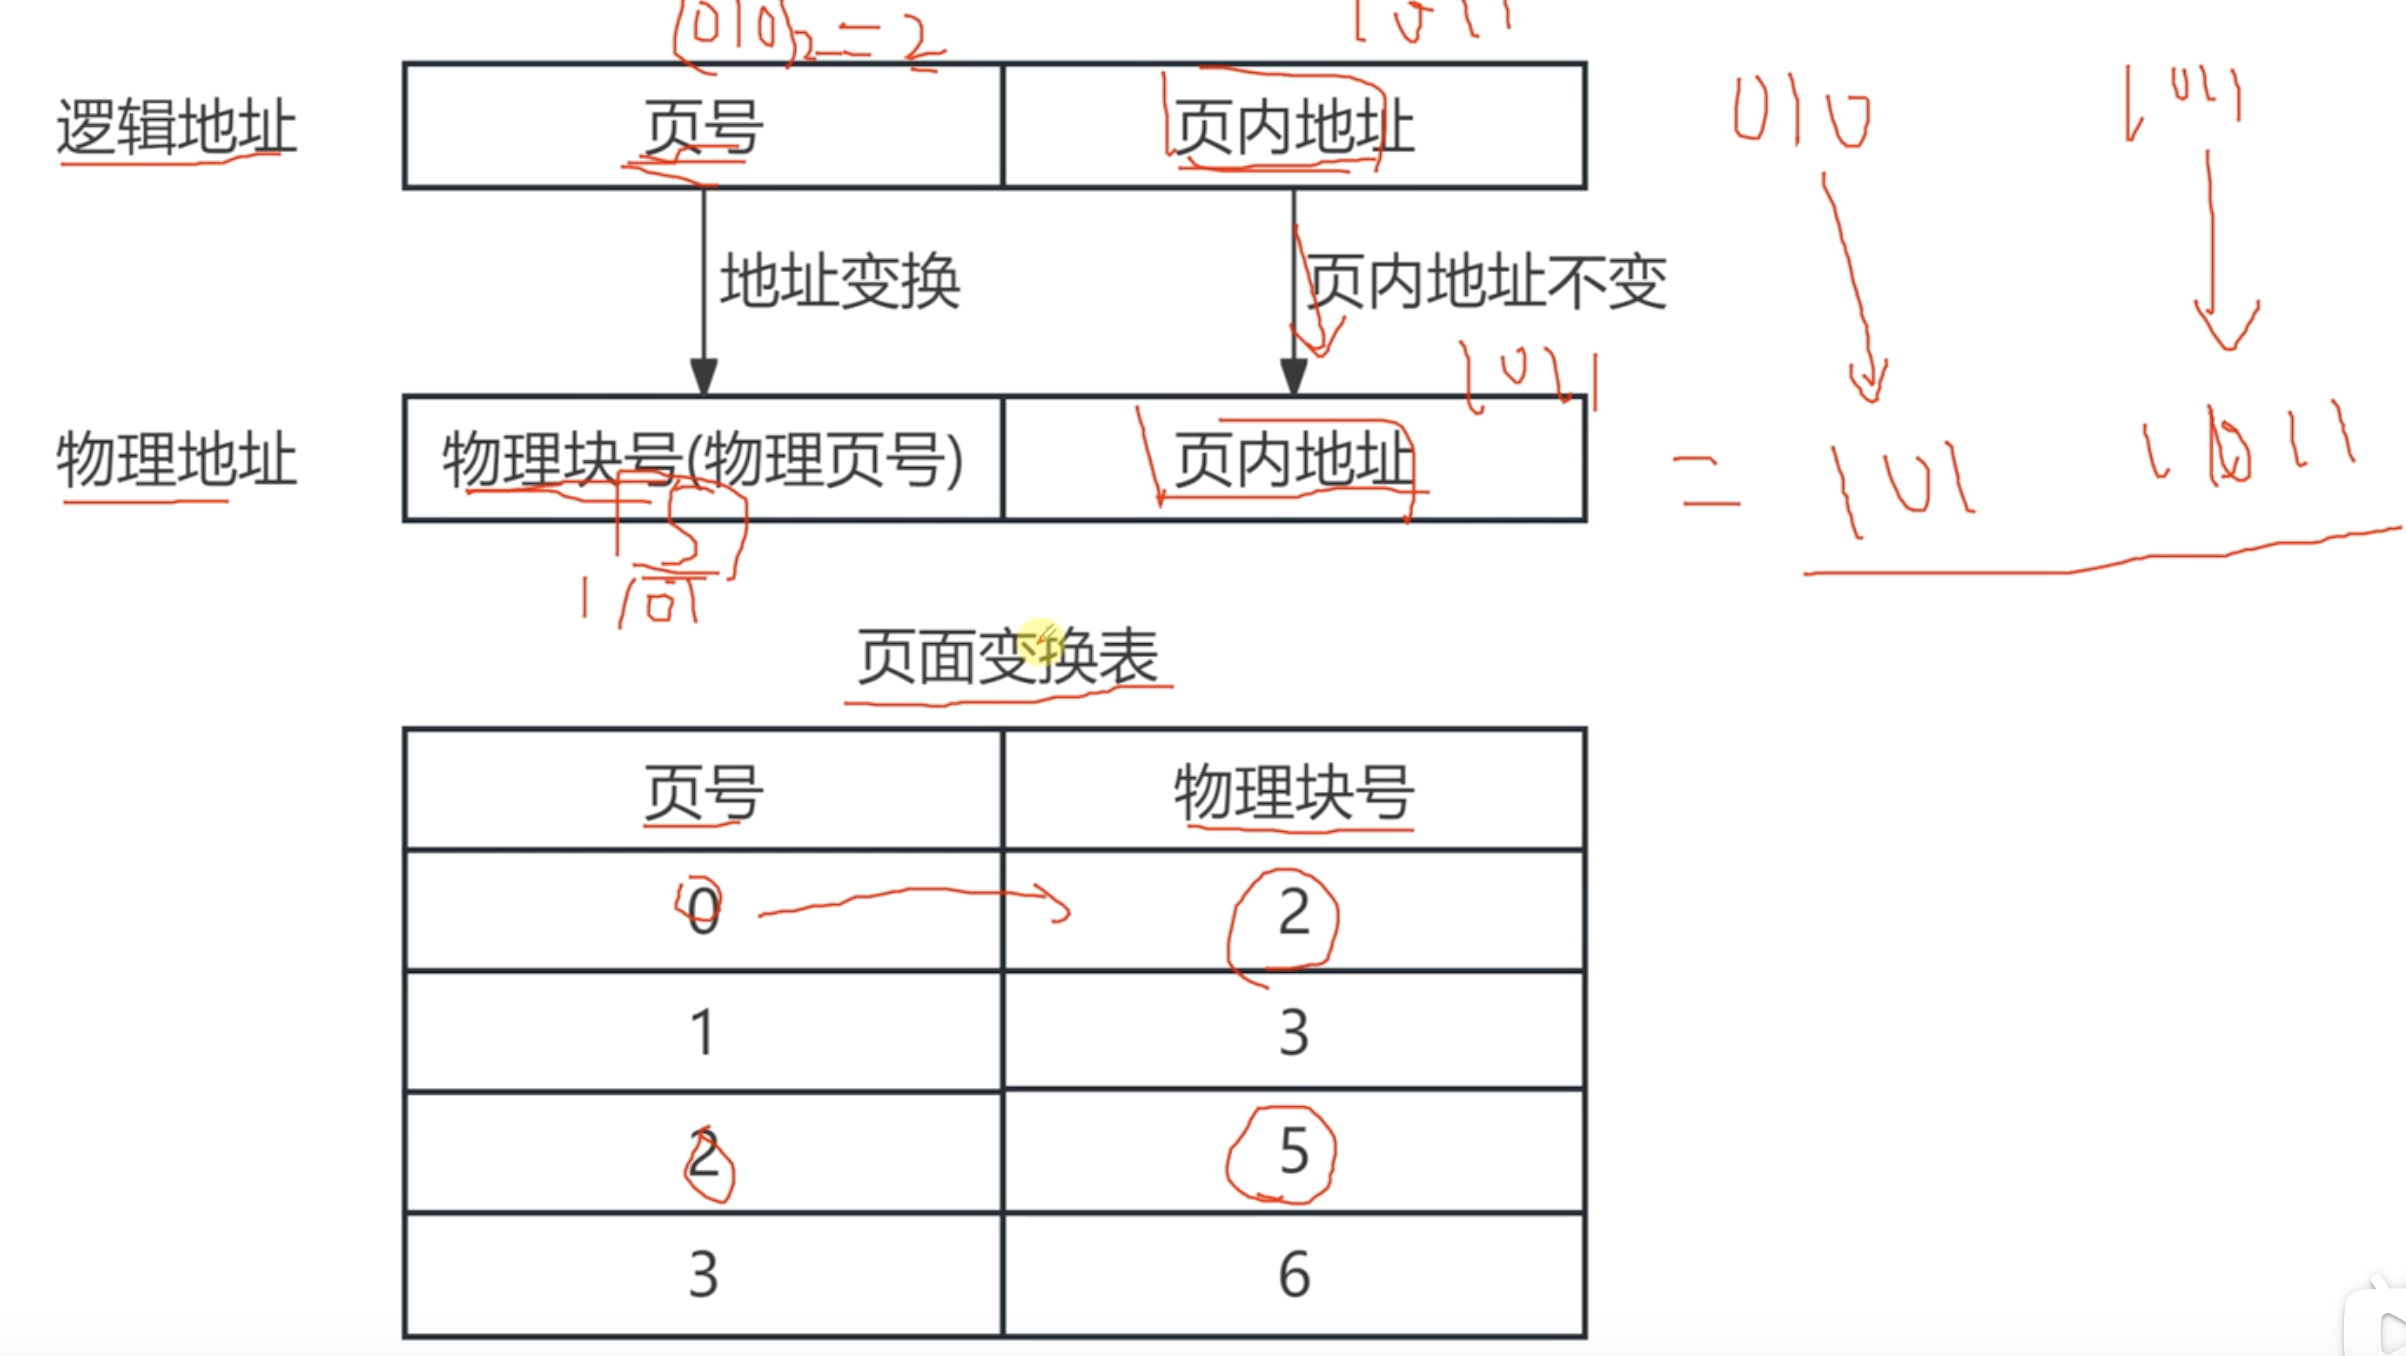 (010)₂ = 2 1011
逻辑地址 页号 页内地址 010 1011
地址变换 页内地址不变
1011
物理地址 物理块号(物理页号) 页内地址 = 101 1011
5
页面变换表
页号 物理块号
0 2
1 3
2 5
3 6